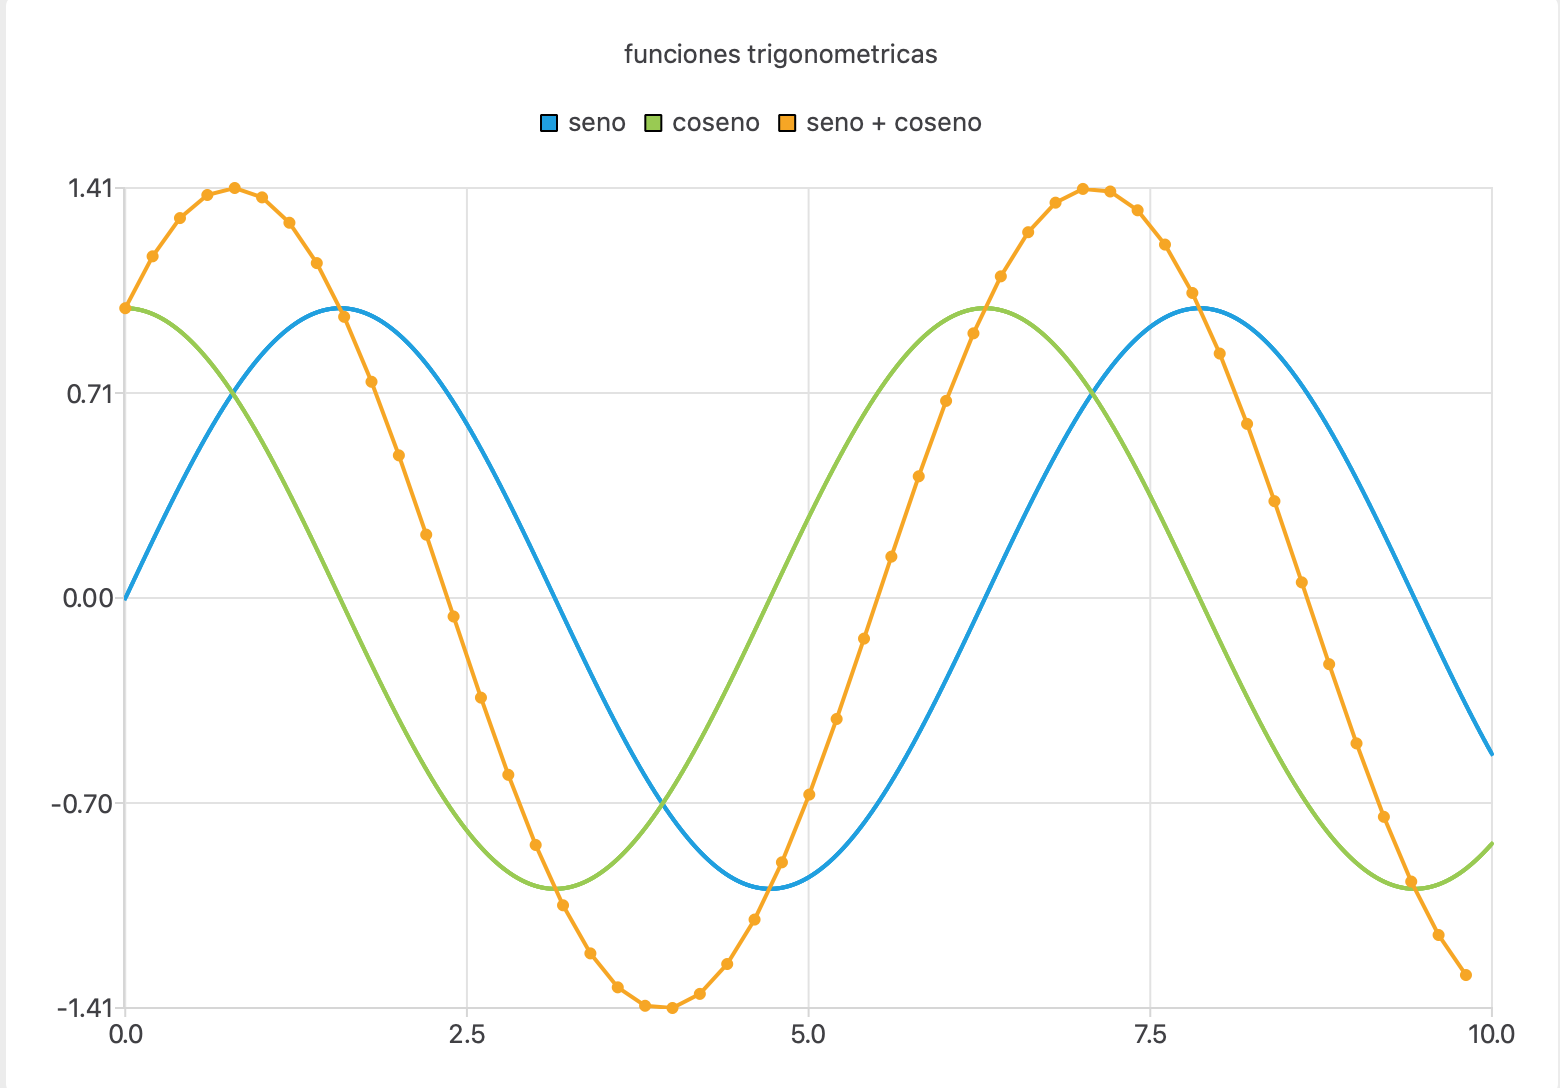 funciones trigonometricas
seno coseno seno + coseno
1.41
0.71
0.00
-0.70
-1.41
0.0 2.5 5.0 7.5 10.0